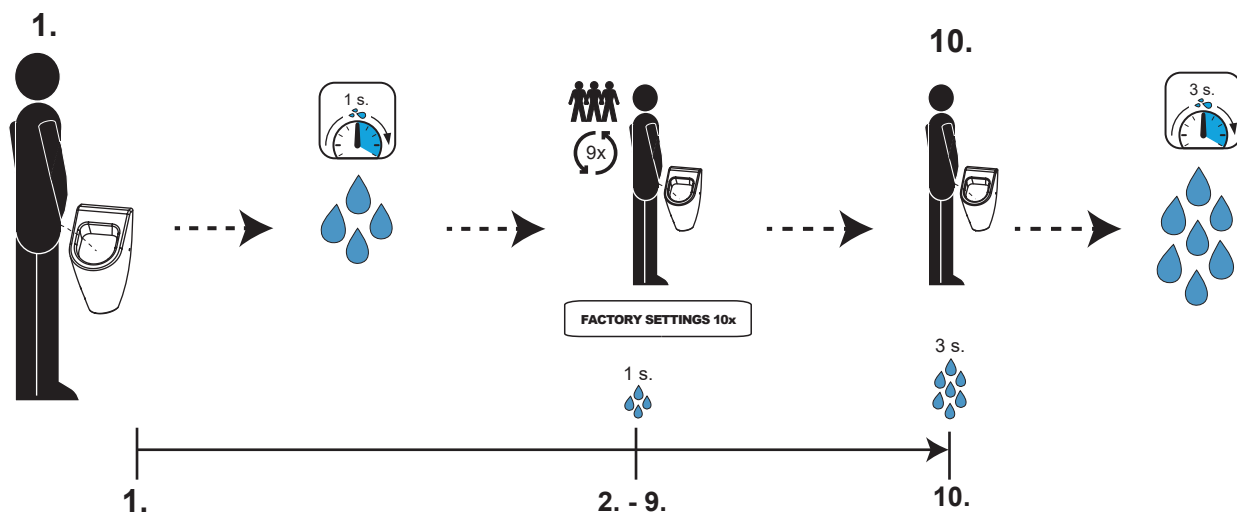 1.
10.
1 s.
9x
3 s.
FACTORY SETTINGS 10x
1 s.
3 s.
1.
2. - 9.
10.